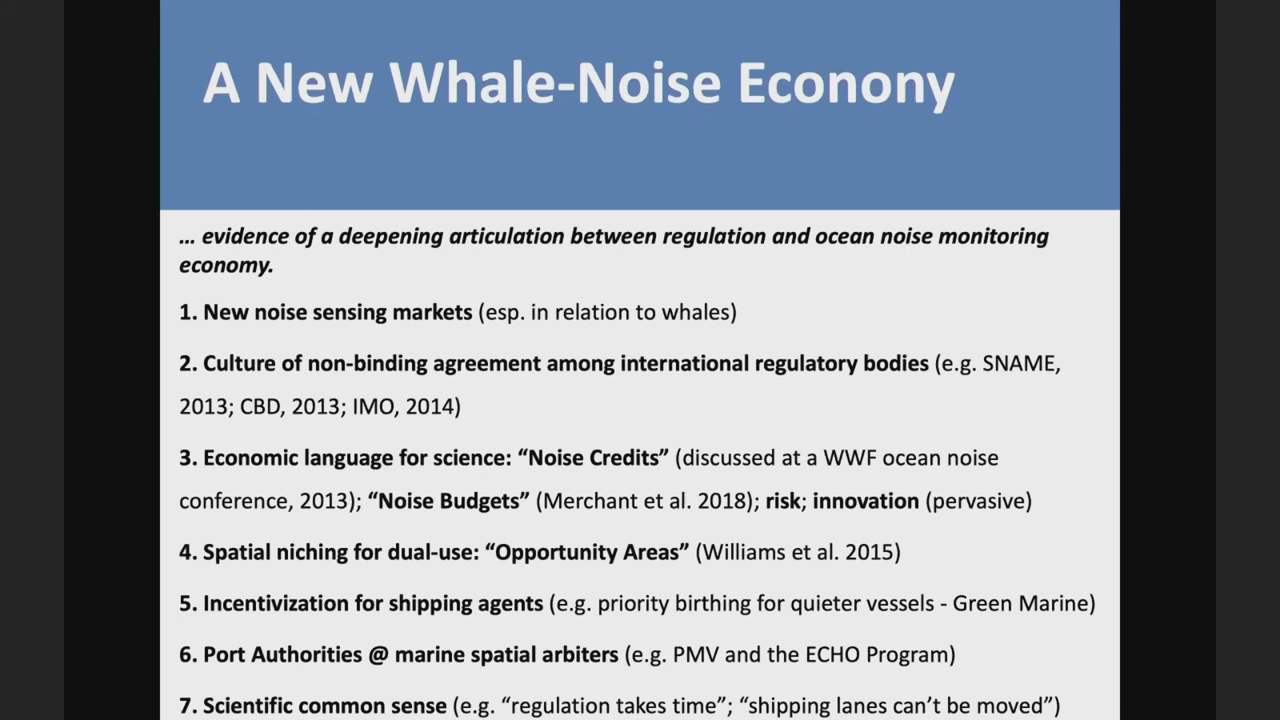 A New Whale-Noise Econony
... evidence of a deepening articulation between regulation and ocean noise monitoring
economy.
1. New noise sensing markets (esp. in relation to whales)
2. Culture of non-binding agreement among international regulatory bodies (e.g. SNAME,
2013; CBD, 2013; IMO, 2014)
3. Economic language for science: “Noise Credits” (discussed at a WWF ocean noise
conference, 2013); “Noise Budgets” (Merchant et al. 2018); risk; innovation (pervasive)
4. Spatial niching for dual-use: “Opportunity Areas” (Williams et al. 2015)
5. Incentivization for shipping agents (e.g. priority birthing for quieter vessels - Green Marine)
6. Port Authorities @ marine spatial arbiters (e.g. PMV and the ECHO Program)
7. Scientific common sense (e.g. “regulation takes time”; “shipping lanes can’t be moved”)